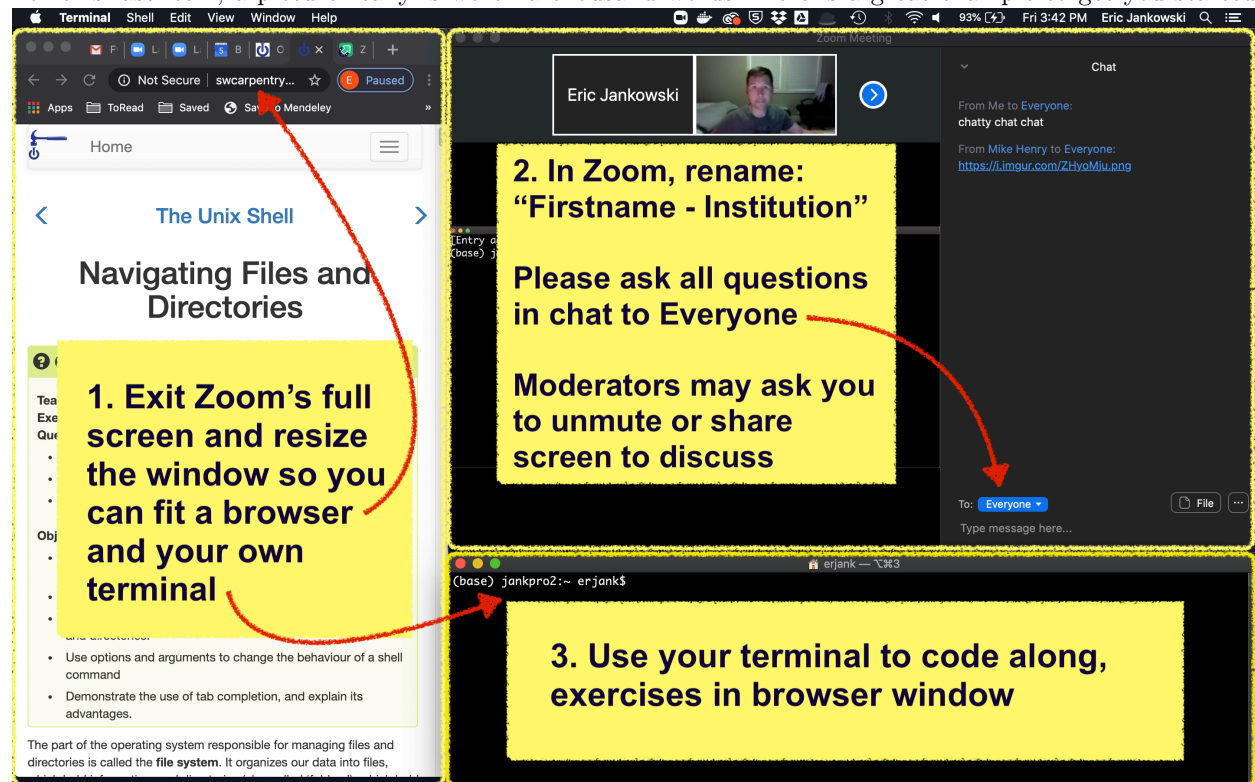 Terminal Shell Edit View Window Help
93% Fri 3:42 PM Eric Jankowski
Not Secure | swcarpentry...
E Paused
Apps ToRead Saved Mendeley »
Home
The Unix Shell
Navigating Files and
Directories
1. Exit Zoom’s full
screen and resize
the window so you
can fit a browser
and your own
terminal
and directories.
• Use options and arguments to change the behaviour of a shell
command
• Demonstrate the use of tab completion, and explain its
advantages.
The part of the operating system responsible for managing files and
directories is called the file system. It organizes our data into files,
Zoom Meeting
Eric Jankowski
2. In Zoom, rename:
“Firstname - Institution”
Please ask all questions
in chat to Everyone
Moderators may ask you
to unmute or share
screen to discuss
[Entry
(base)
Chat
From Me to Everyone:
chatty chat chat
From Mike Henry to Everyone:
https://i.imgur.com/ZHyoMiu.png
To: Everyone
File
Type message here...
erjank — ⌥⌘3
(base) jankpro2:~ erjank$
3. Use your terminal to code along,
exercises in browser window